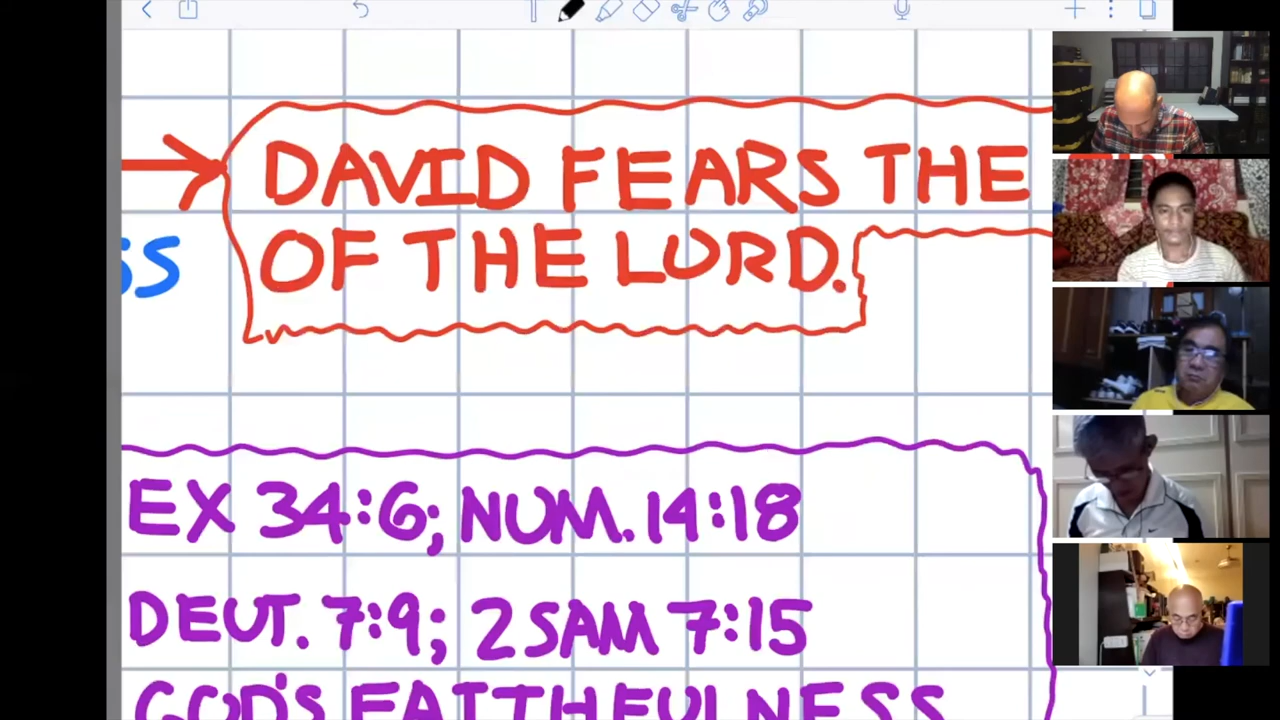 DAVID FEARS THE
OF THE LORD.
SS
EX 34:6; NUM. 14:18
DEUT. 7:9; 2 SAM 7:15
GOD'S FAITHFULNESS